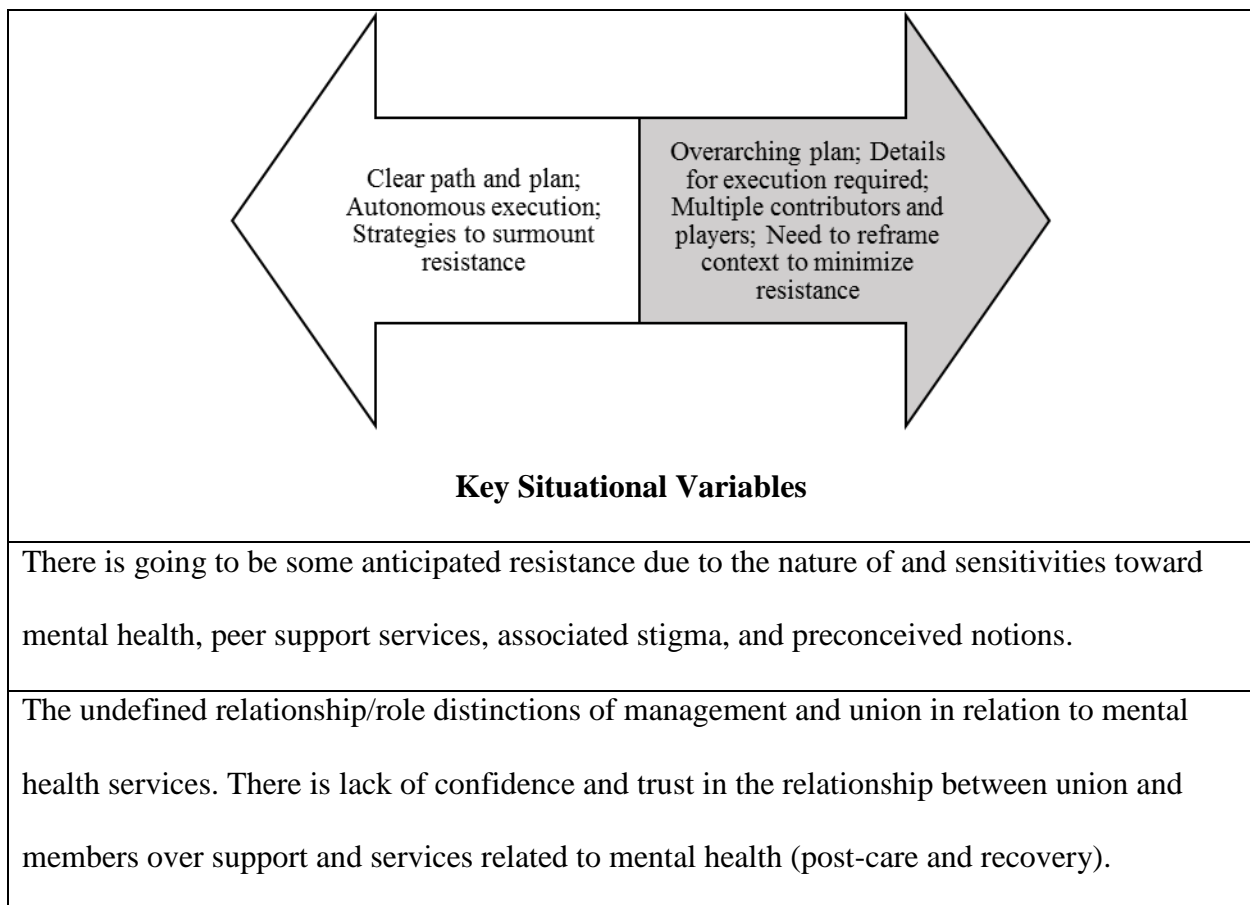 Clear path and plan;
Autonomous execution;
Strategies to surmount
resistance
Overarching plan; Details
for execution required;
Multiple contributors and
players; Need to reframe
context to minimize
resistance
Key Situational Variables
There is going to be some anticipated resistance due to the nature of and sensitivities toward
mental health, peer support services, associated stigma, and preconceived notions.
The undefined relationship/role distinctions of management and union in relation to mental
health services. There is lack of confidence and trust in the relationship between union and
members over support and services related to mental health (post-care and recovery).